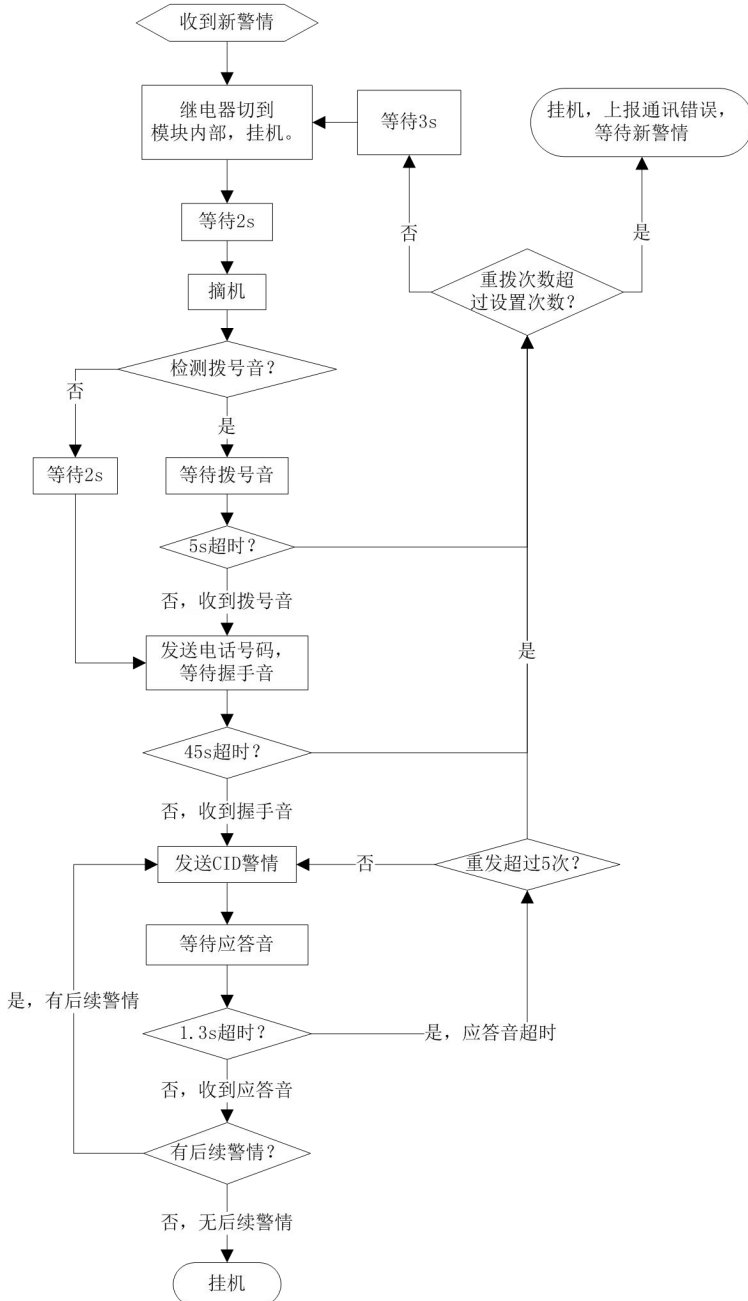 收到新警情
继电器切到
模块内部，挂机。
等待3s
挂机，上报通讯错误，
等待新警情
等待2s
否
是
摘机
重拨次数超
过设置次数？
检测拨号音？
否
是
等待2s
等待拨号音
5s超时？
否，收到拨号音
发送电话号码，
等待握手音
是
45s超时？
否，收到握手音
发送CID警情
否
重发超过5次？
等待应答音
是，有后续警情
1.3s超时？
是，应答音超时
否，收到应答音
有后续警情？
否，无后续警情
挂机